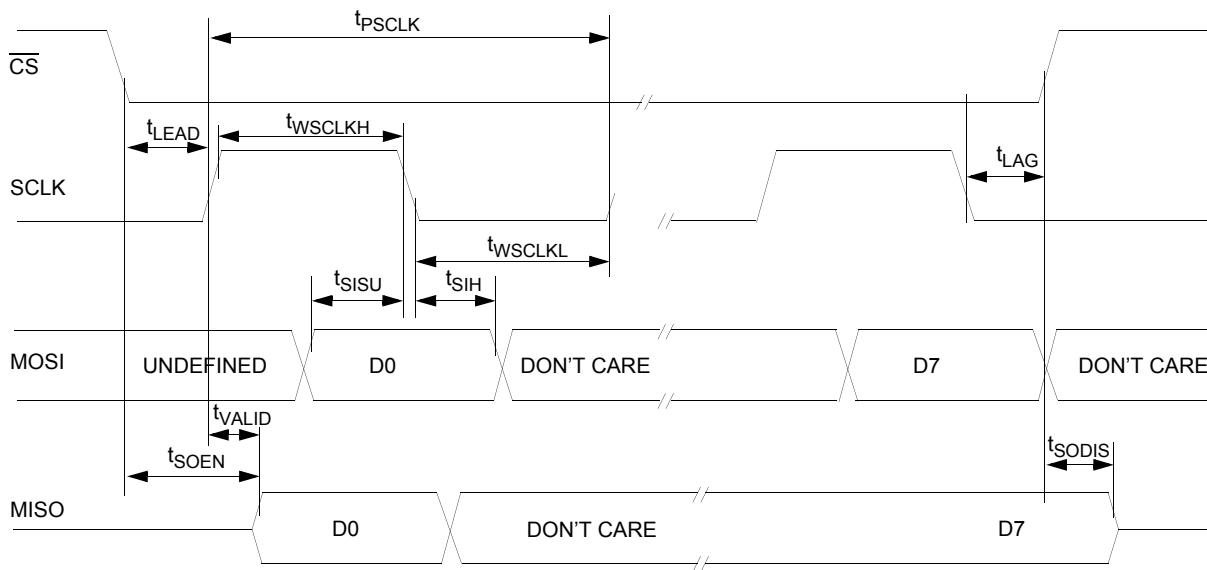 tPSCLK
CS
tLEAD
tWSCLKH
tLAG
SCLK
tWSCLKL
tSISU
tSIH
MOSI UNDEFINED D0 DON'T CARE D7 DON'T CARE
tVALID
tSOEN
tSODIS
MISO D0 DON'T CARE D7